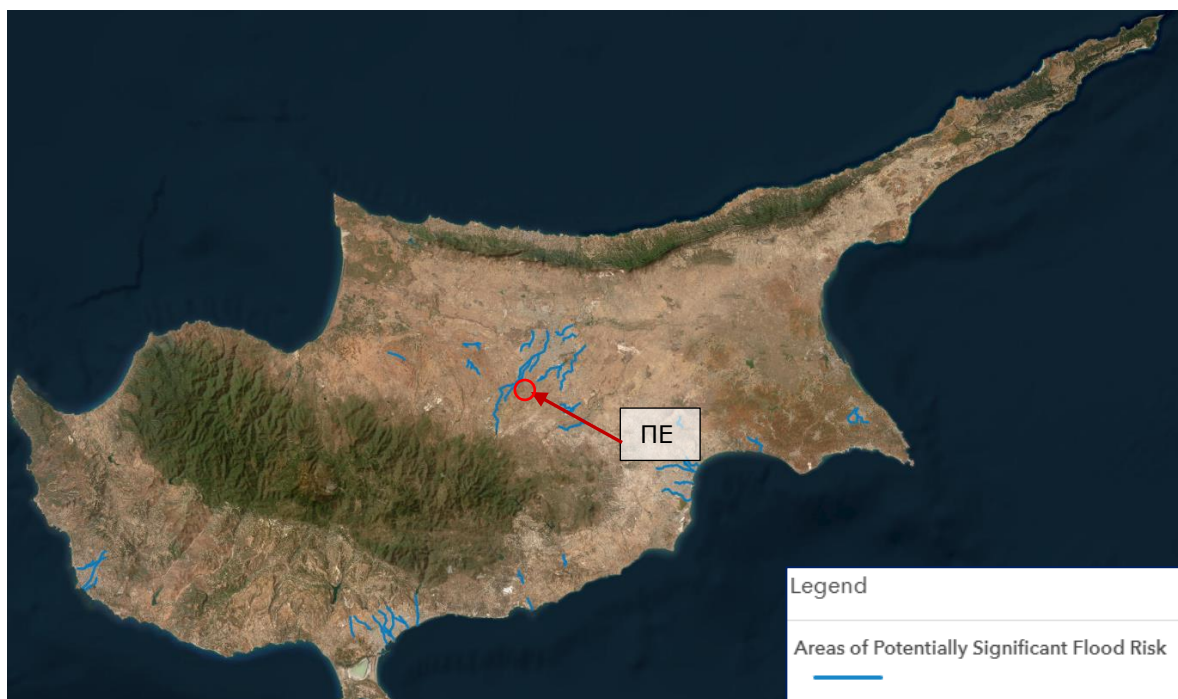 ΠΕ
Legend
Areas of Potentially Significant Flood Risk